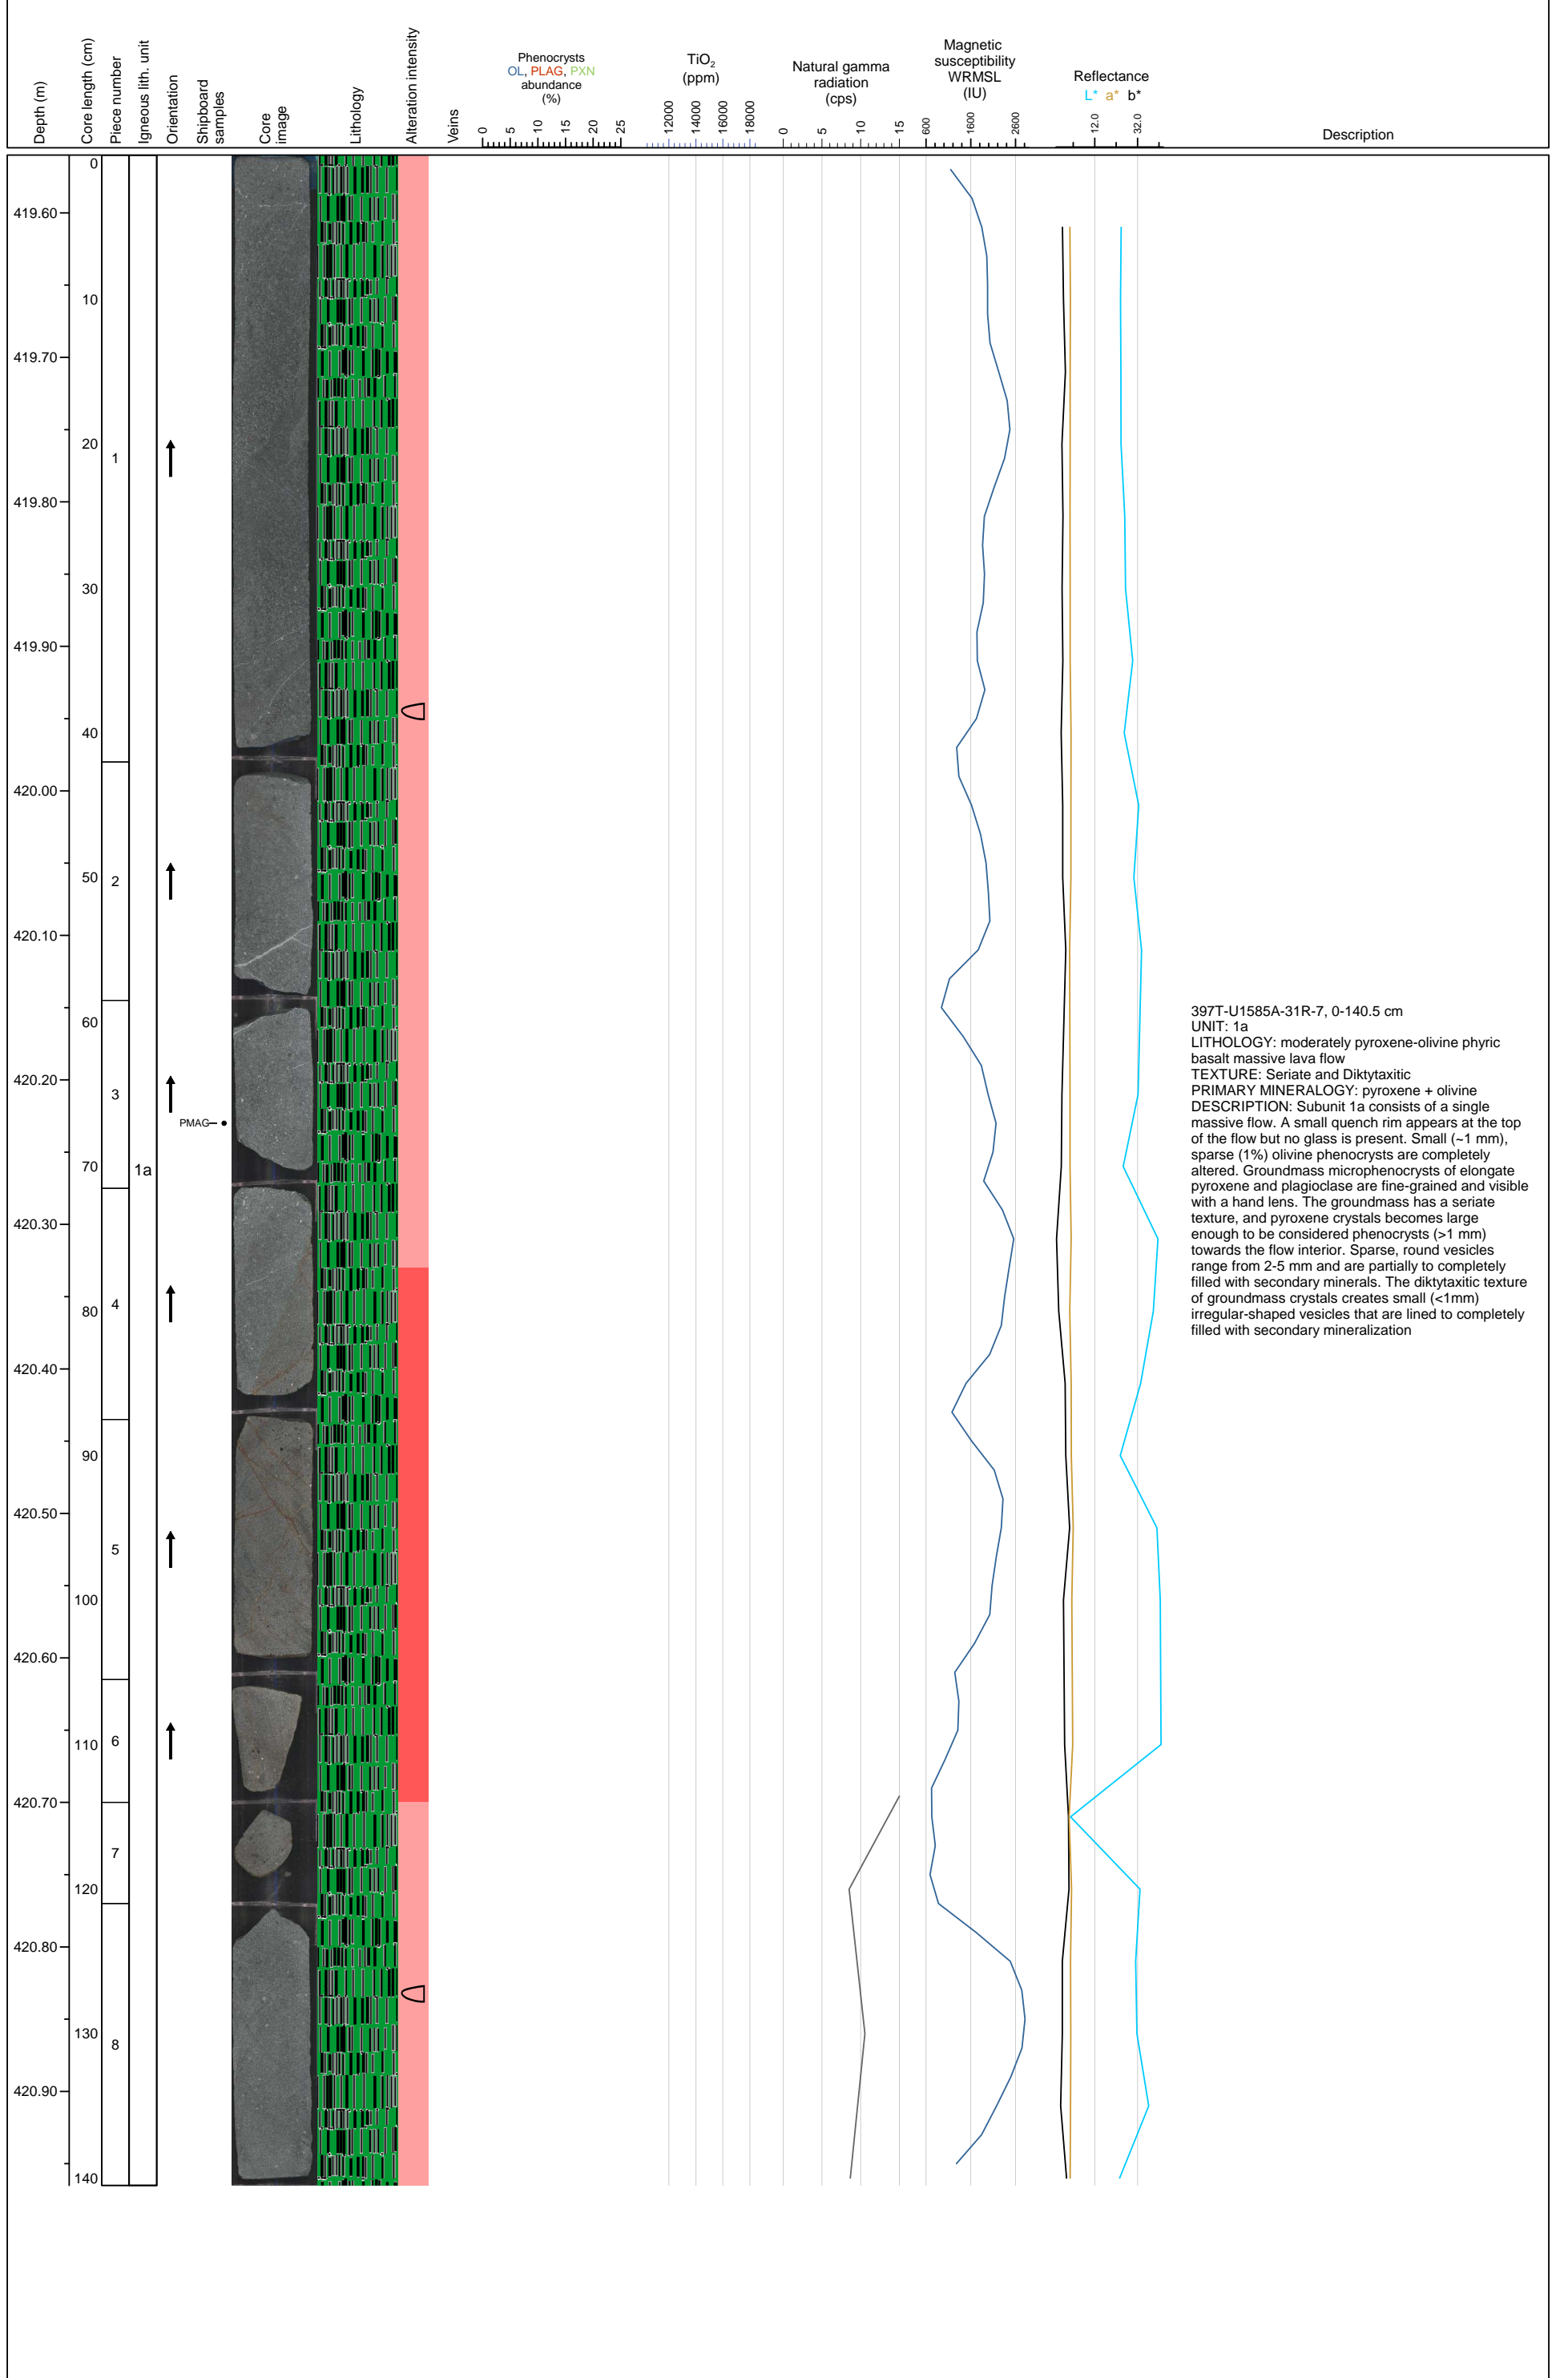 Depth (m)
Core length (cm)
Piece number
Igneous lith. unit
Orientation
Shipboard
samples
Core
image
Lithology
Alteration intensity
Veins
Phenocrysts
OL, PLAG, PXN
abundance
(%)
0 5 10 15 20 25
TiO2
(ppm)
12000 14000 16000 18000
Natural gamma
radiation
(cps)
0 5 10 15
Magnetic
susceptibility
WRMSL
(IU)
600 1600 2600
Reflectance
L* a* b*
12.0 32.0
Description
0
419.60
10
419.70
20
1
419.80
30
419.90
40
420.00
50
2
420.10
60
420.20
3
PMAG
70
1a
420.30
80
4
420.40
90
420.50
5
100
420.60
110
6
420.70
7
120
420.80
130
8
420.90
140
397T-U1585A-31R-7, 0-140.5 cm
UNIT: 1a
LITHOLOGY: moderately pyroxene-olivine phyric
basalt massive lava flow
TEXTURE: Seriate and Diktytaxitic
PRIMARY MINERALOGY: pyroxene + olivine
DESCRIPTION: Subunit 1a consists of a single
massive flow. A small quench rim appears at the top
of the flow but no glass is present. Small (~1 mm),
sparse (1%) olivine phenocrysts are completely
altered. Groundmass microphenocrysts of elongate
pyroxene and plagioclase are fine-grained and visible
with a hand lens. The groundmass has a seriate
texture, and pyroxene crystals becomes large
enough to be considered phenocrysts (>1 mm)
towards the flow interior. Sparse, round vesicles
range from 2-5 mm and are partially to completely
filled with secondary minerals. The diktytaxitic texture
of groundmass crystals creates small (<1mm)
irregular-shaped vesicles that are lined to completely
filled with secondary mineralization